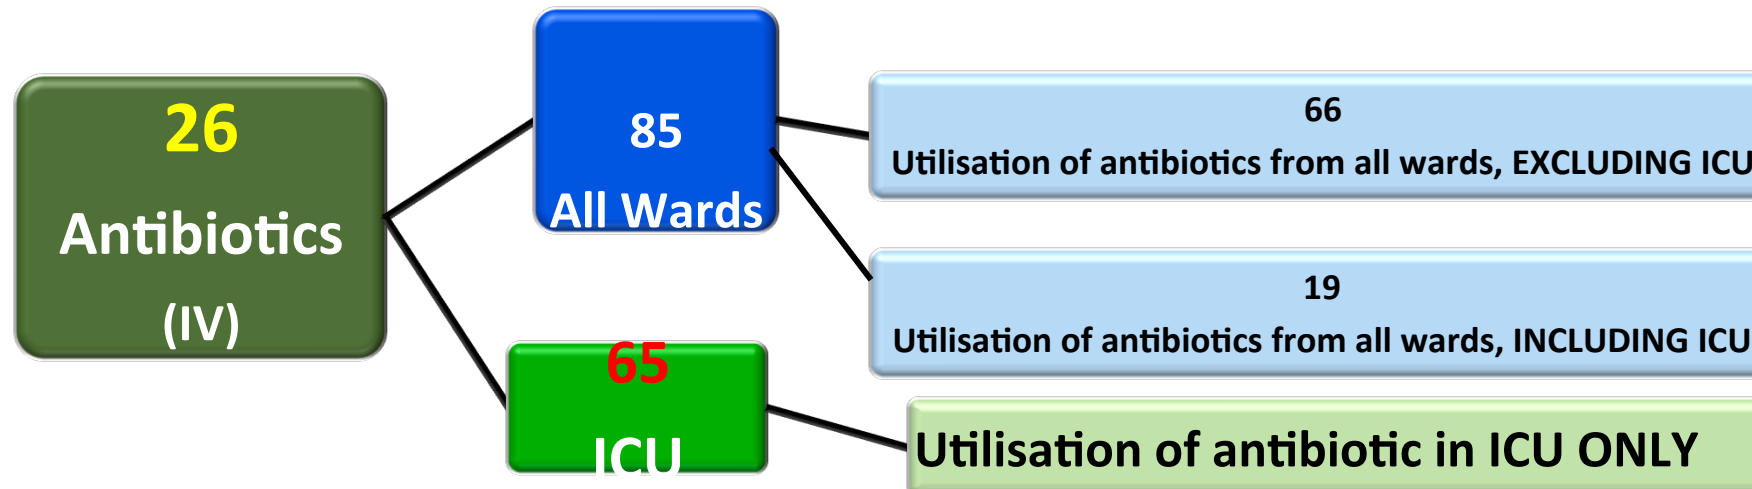 26
Antibiotics
(IV)
85
All Wards
66
Utilisation of antibiotics from all wards, EXCLUDING ICU
19
Utilisation of antibiotics from all wards, INCLUDING ICU
65
ICU
Utilisation of antibiotic in ICU ONLY